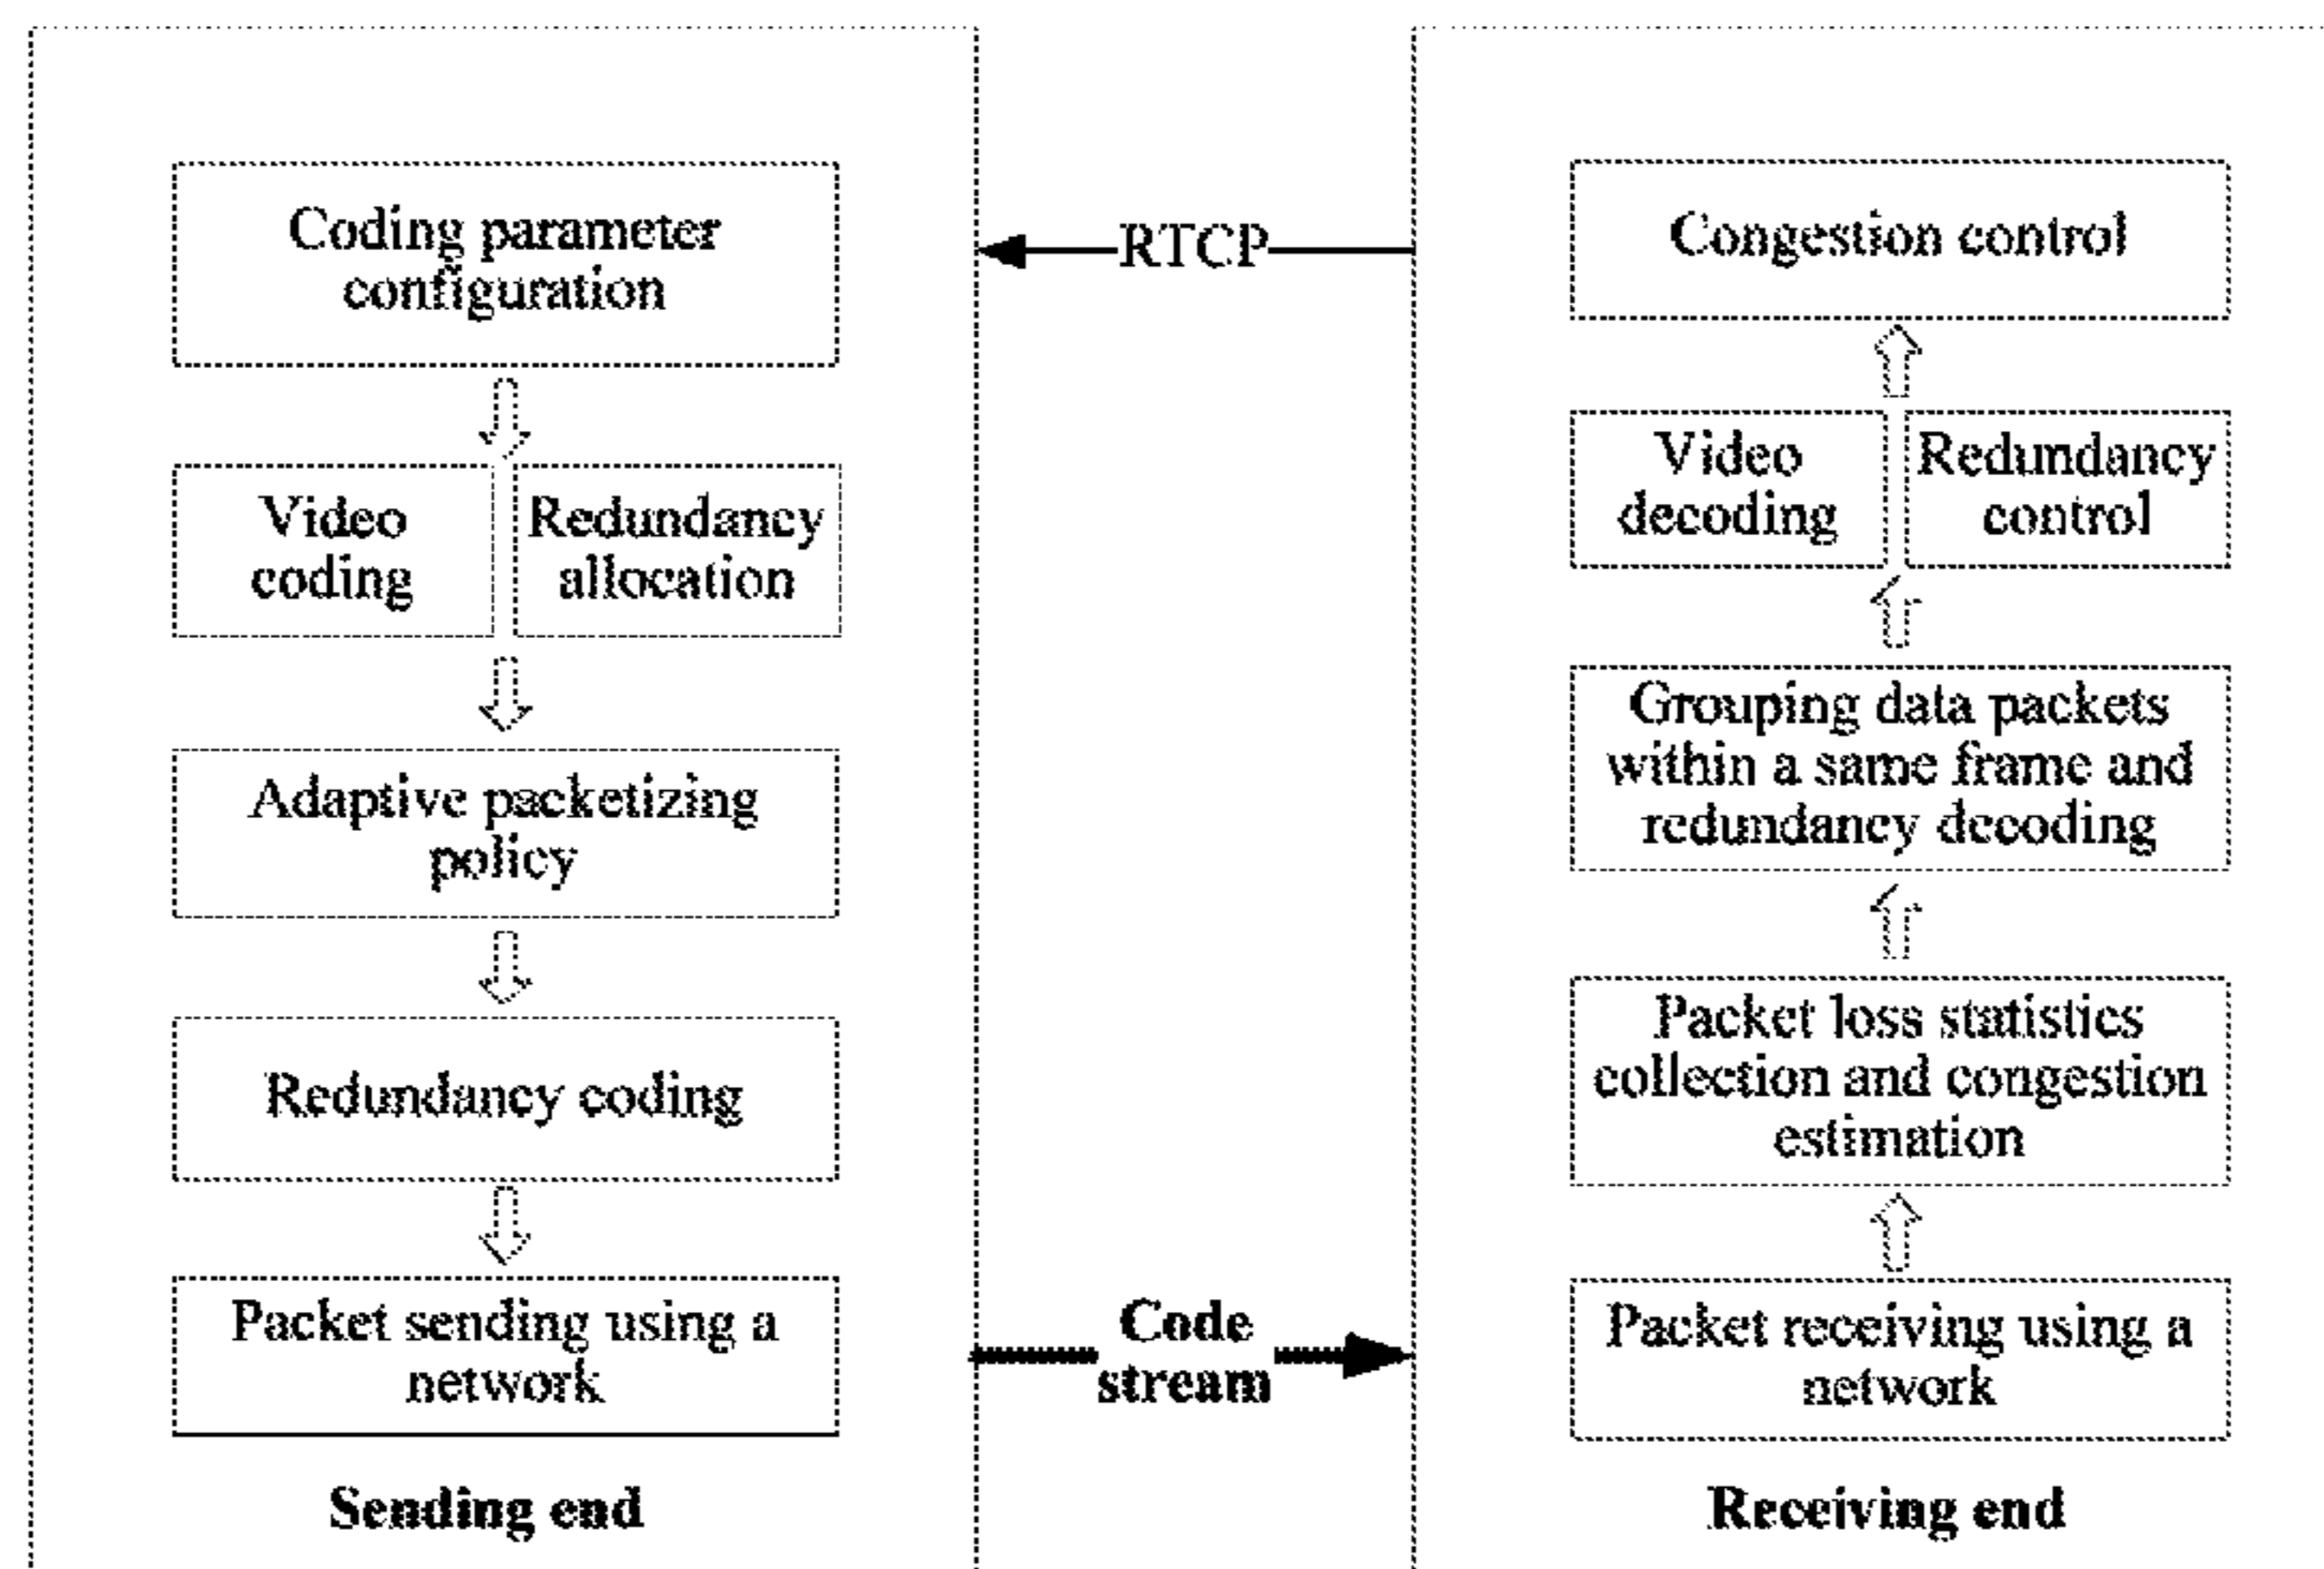 Coding parameter
configuration
Video
coding
Redundancy
allocation
Adaptive packetizing
policy
Redundancy coding
Packet sending using a
network
Sending end
RTCP
Code
stream
Congestion control
Video
decoding
Redundancy
control
Grouping data packets
within a same frame and
redundancy decoding
Packet loss statistics
collection and congestion
estimation
Packet receiving using a
network
Receiving end